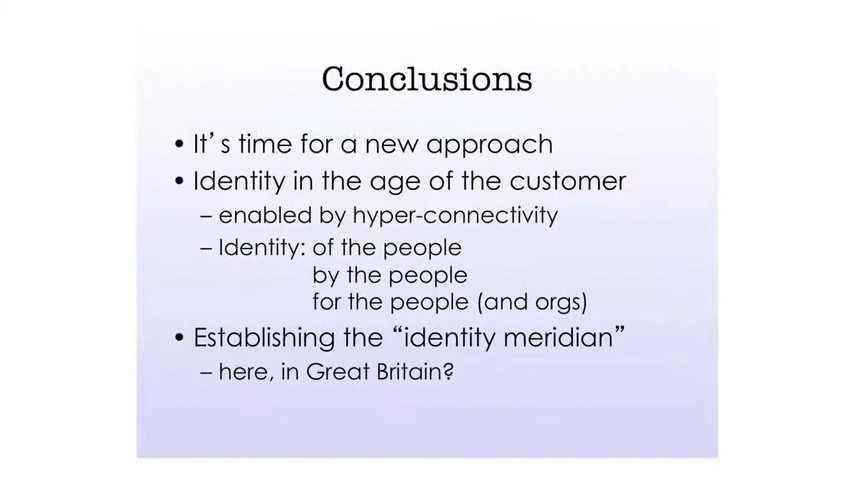 Conclusions
• It's time for a new approach
• Identity in the age of the customer
– enabled by hyper-connectivity
– Identity: of the people
by the people
for the people (and orgs)
• Establishing the “identity meridian”
– here, in Great Britain?